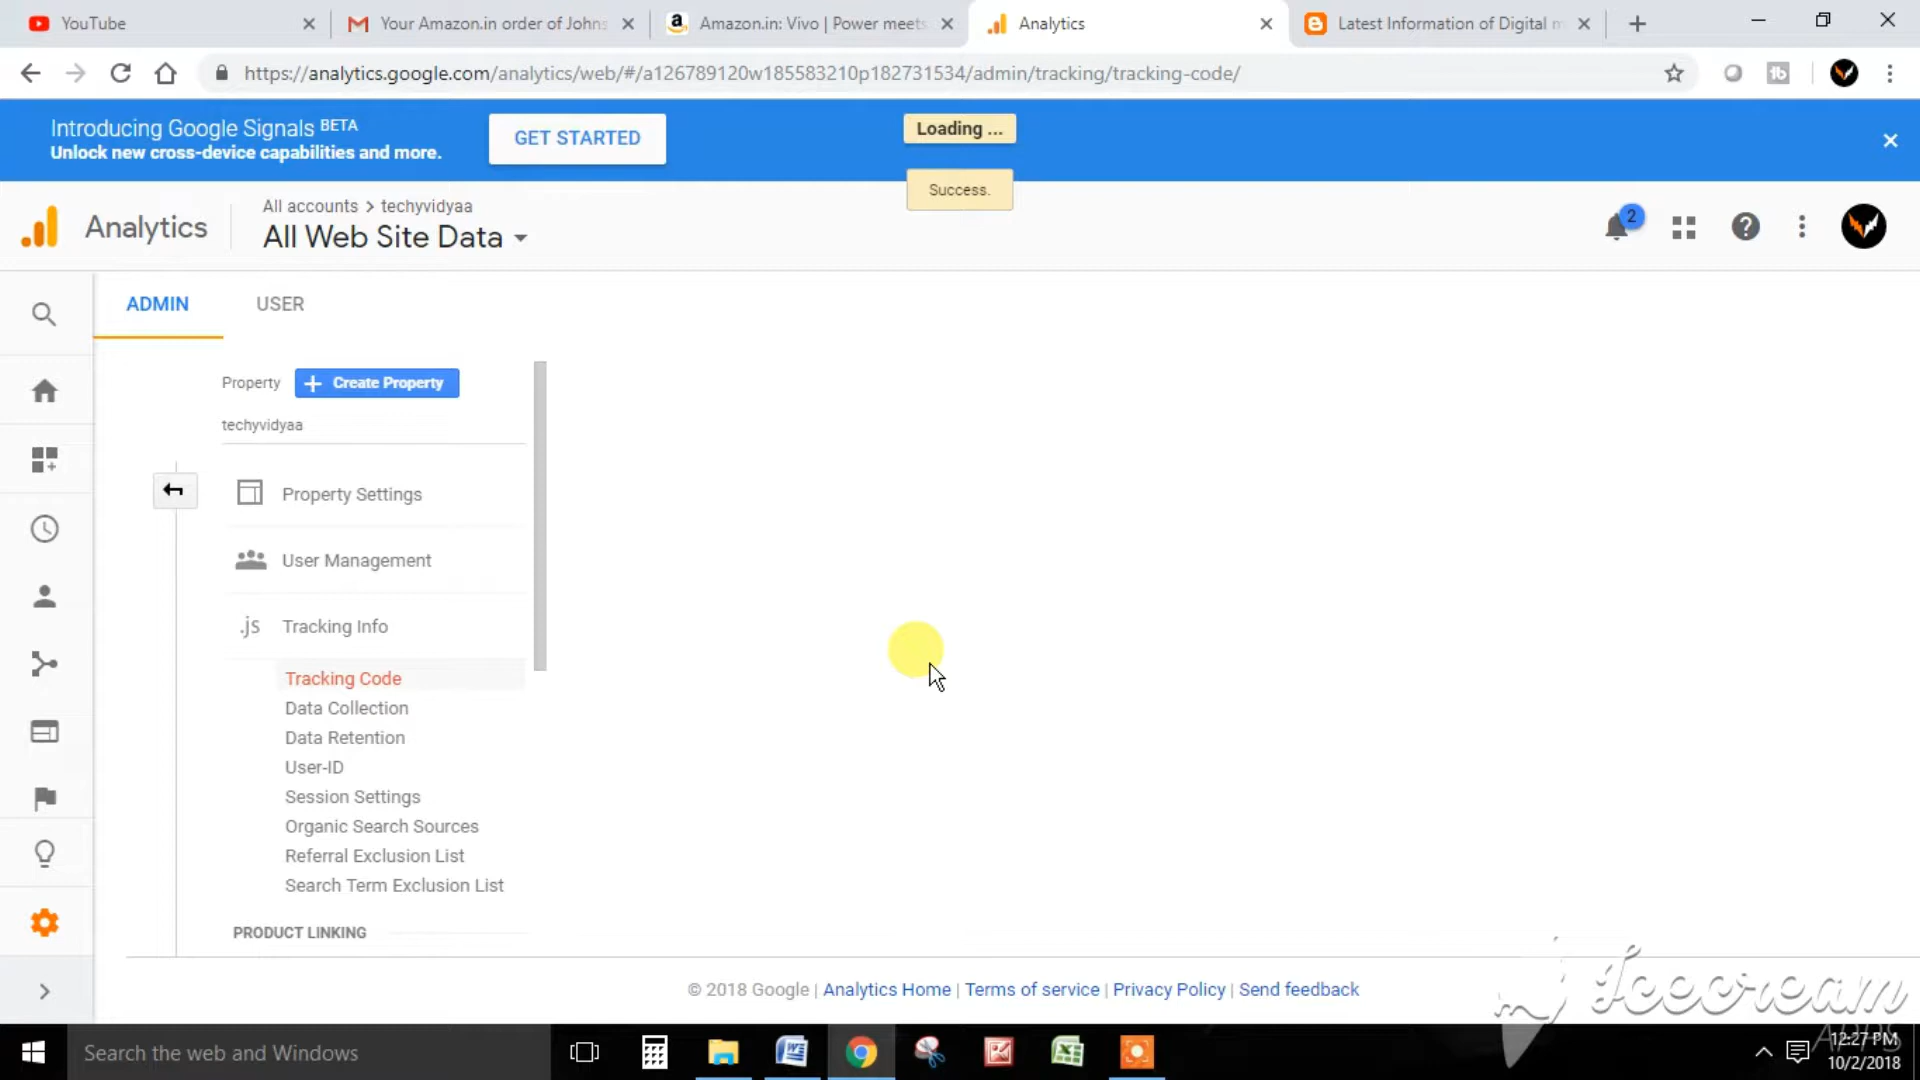 YouTube
Your Amazon.in order of Johns
Amazon.in: Vivo | Power meets
Analytics
Latest Information of Digital m
https://analytics.google.com/analytics/web/#/a126789120w185583210p182731534/admin/tracking/tracking-code/
Introducing Google Signals BETA
Unlock new cross-device capabilities and more.
GET STARTED
Loading ...
Success.
Analytics
All accounts > techyvidyaa
All Web Site Data
2
ADMIN
USER
Property
Create Property
techyvidyaa
Property Settings
User Management
.js
Tracking Info
Tracking Code
Data Collection
Data Retention
User-ID
Session Settings
Organic Search Sources
Referral Exclusion List
Search Term Exclusion List
PRODUCT LINKING
© 2018 Google | Analytics Home | Terms of service | Privacy Policy | Send feedback
Icecream
APPS
Search the web and Windows
12:27 PM
10/2/2018